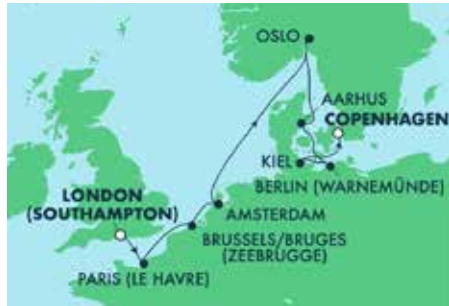 OSLO
AARHUS
COPENHAGEN
KIEL
BERLIN (WARNEMÜNDE)
LONDON
(SOUTHAMPTON)
AMSTERDAM
BRUSSELS/BRUGES
(ZEEBRUGGE)
PARIS (LE HAVRE)